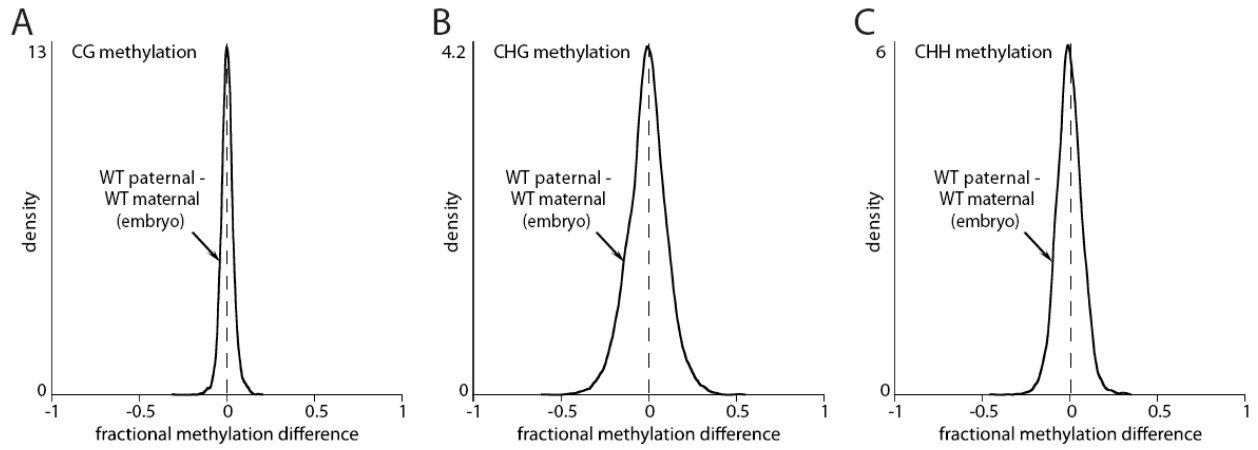 A
13
CG methylation
WT paternal -
WT maternal
(embryo)
density
0
-1
-0.5
0
0.5
1
fractional methylation difference
B
4.2
CHG methylation
WT paternal -
WT maternal
(embryo)
density
0
-1
-0.5
0
0.5
1
fractional methylation difference
C
6
CHH methylation
WT paternal -
WT maternal
(embryo)
density
0
-1
-0.5
0
0.5
1
fractional methylation difference